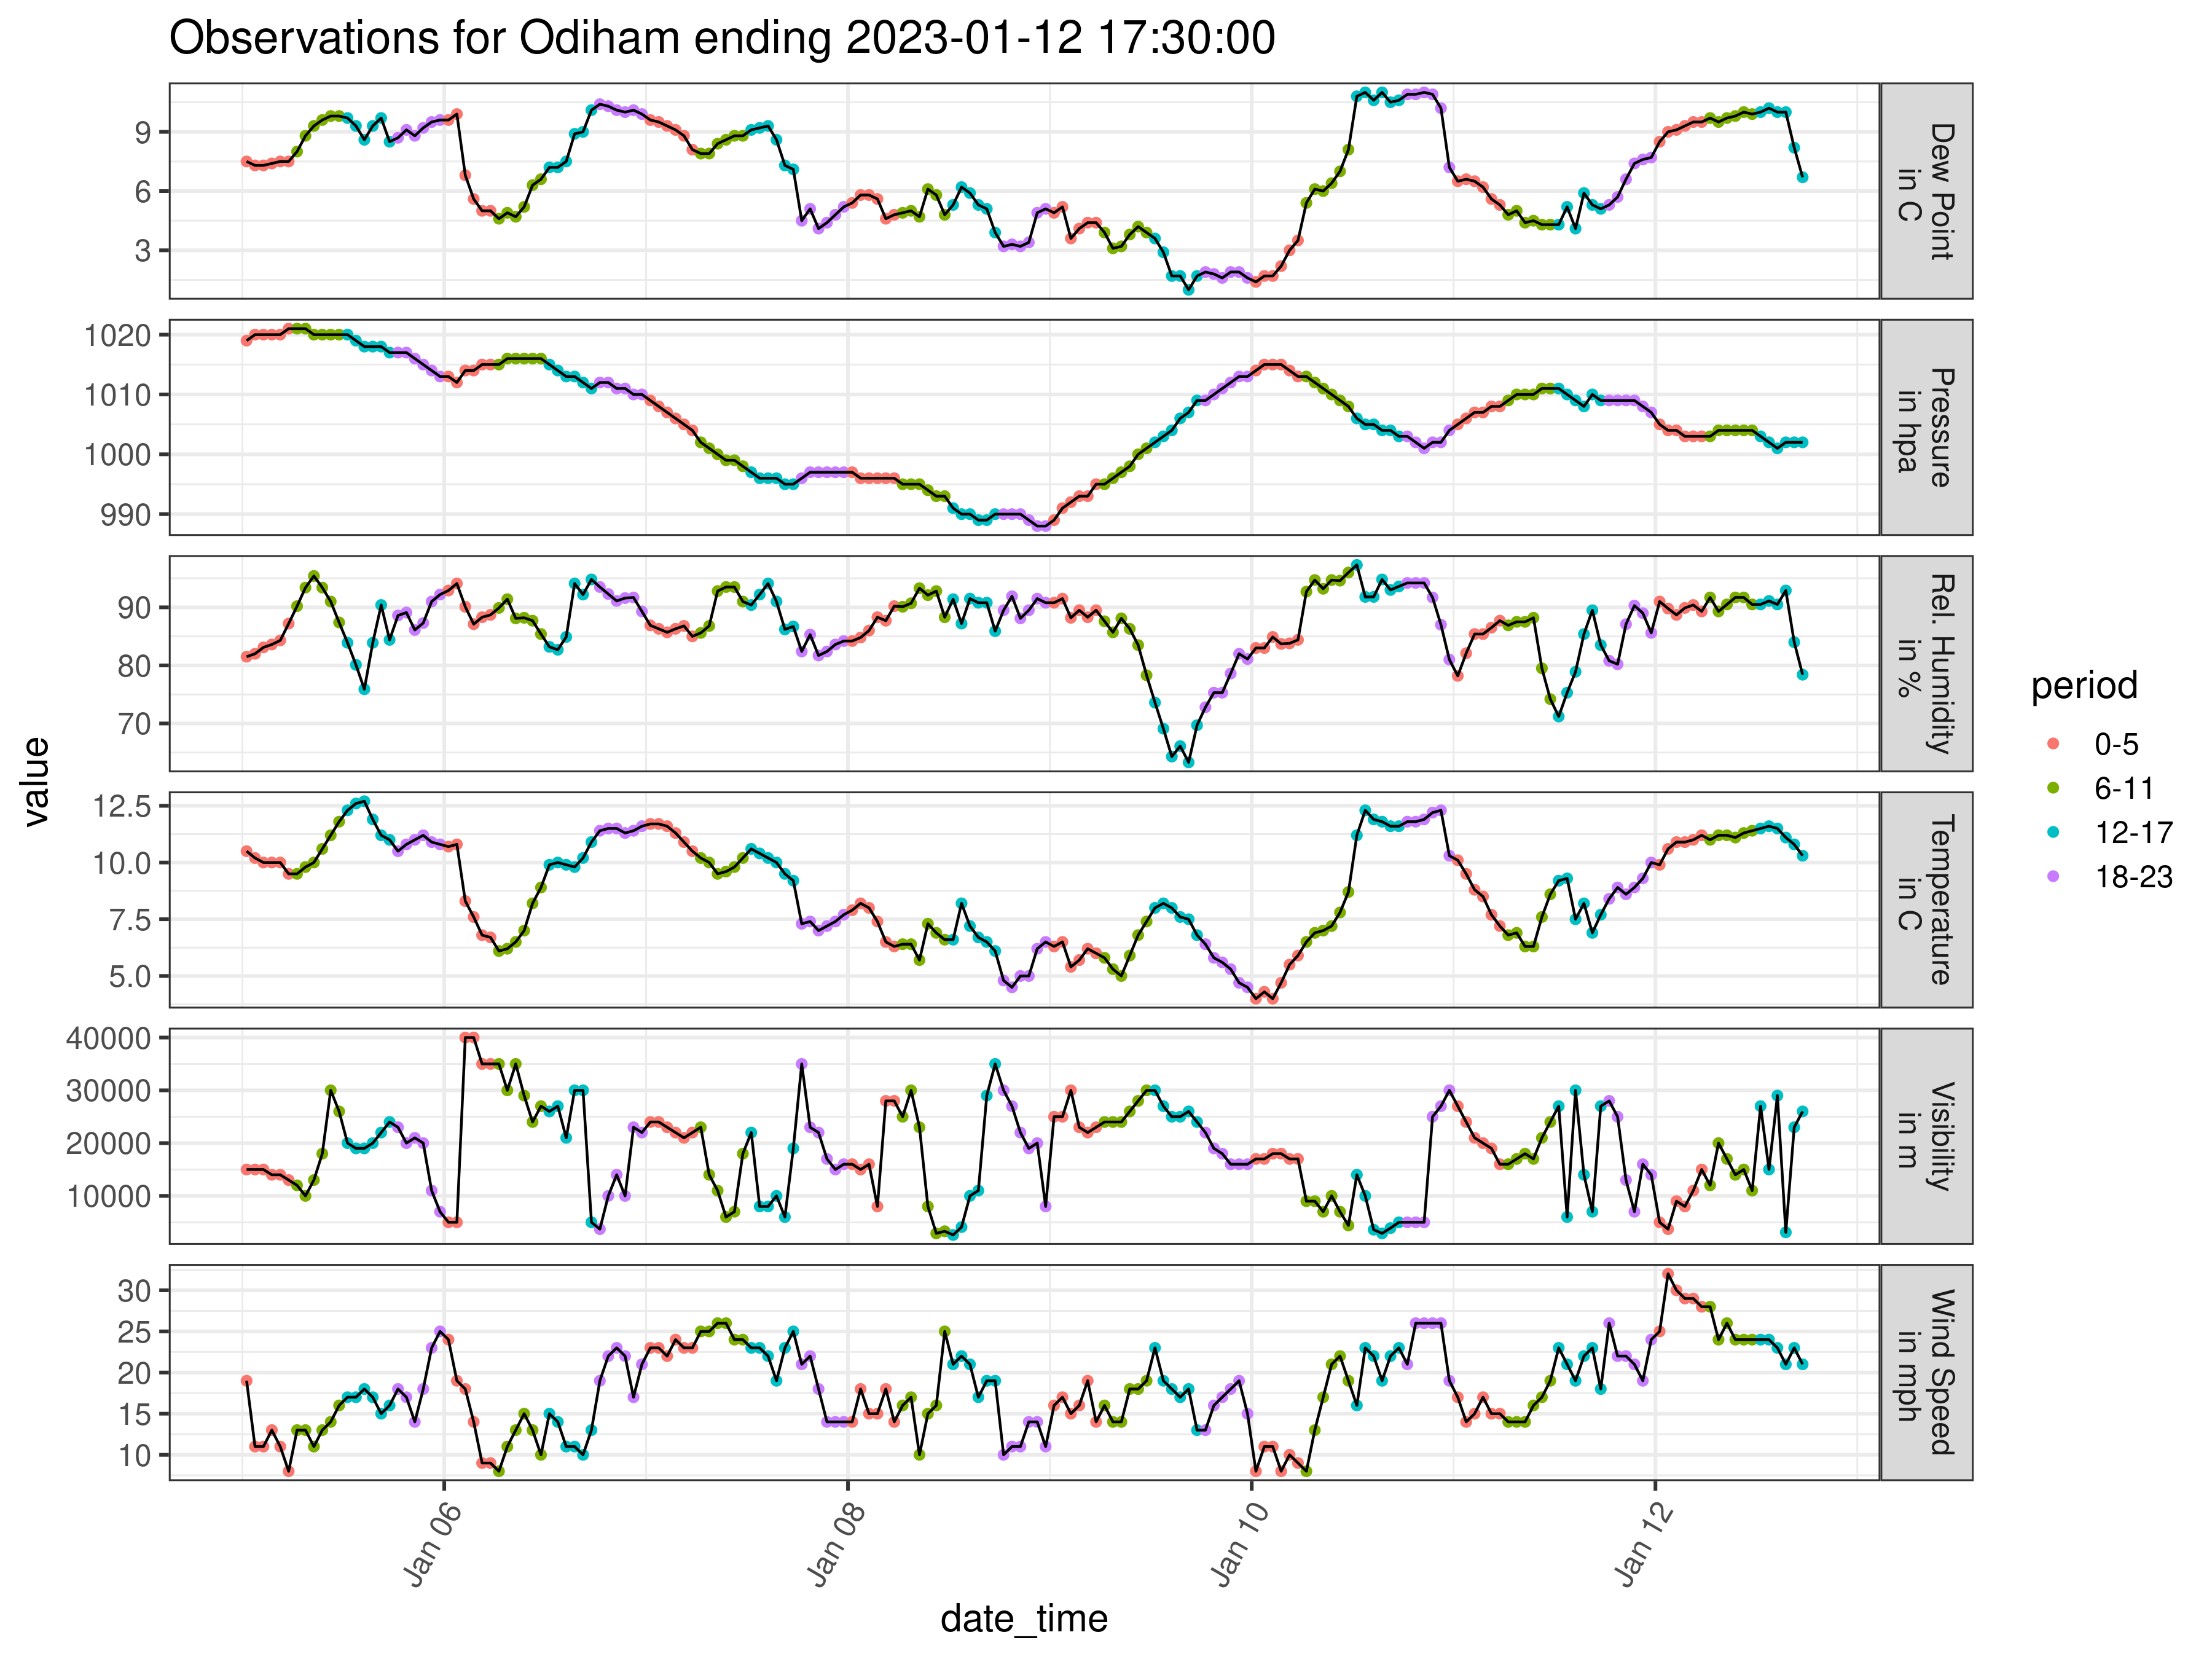 Observations for Odiham ending 2023-01-12 17:30:00
value
9
6
3
Dew Point
in C
1020
1010
1000
990
Pressure
in hpa
90
80
70
Rel. Humidity
in %
12.5
10.0
7.5
5.0
Temperature
in C
40000
30000
20000
10000
Visibility
in m
30
25
20
15
10
Wind Speed
in mph
Jan 06
Jan 08
Jan 10
Jan 12
date_time
period
0-5
6-11
12-17
18-23